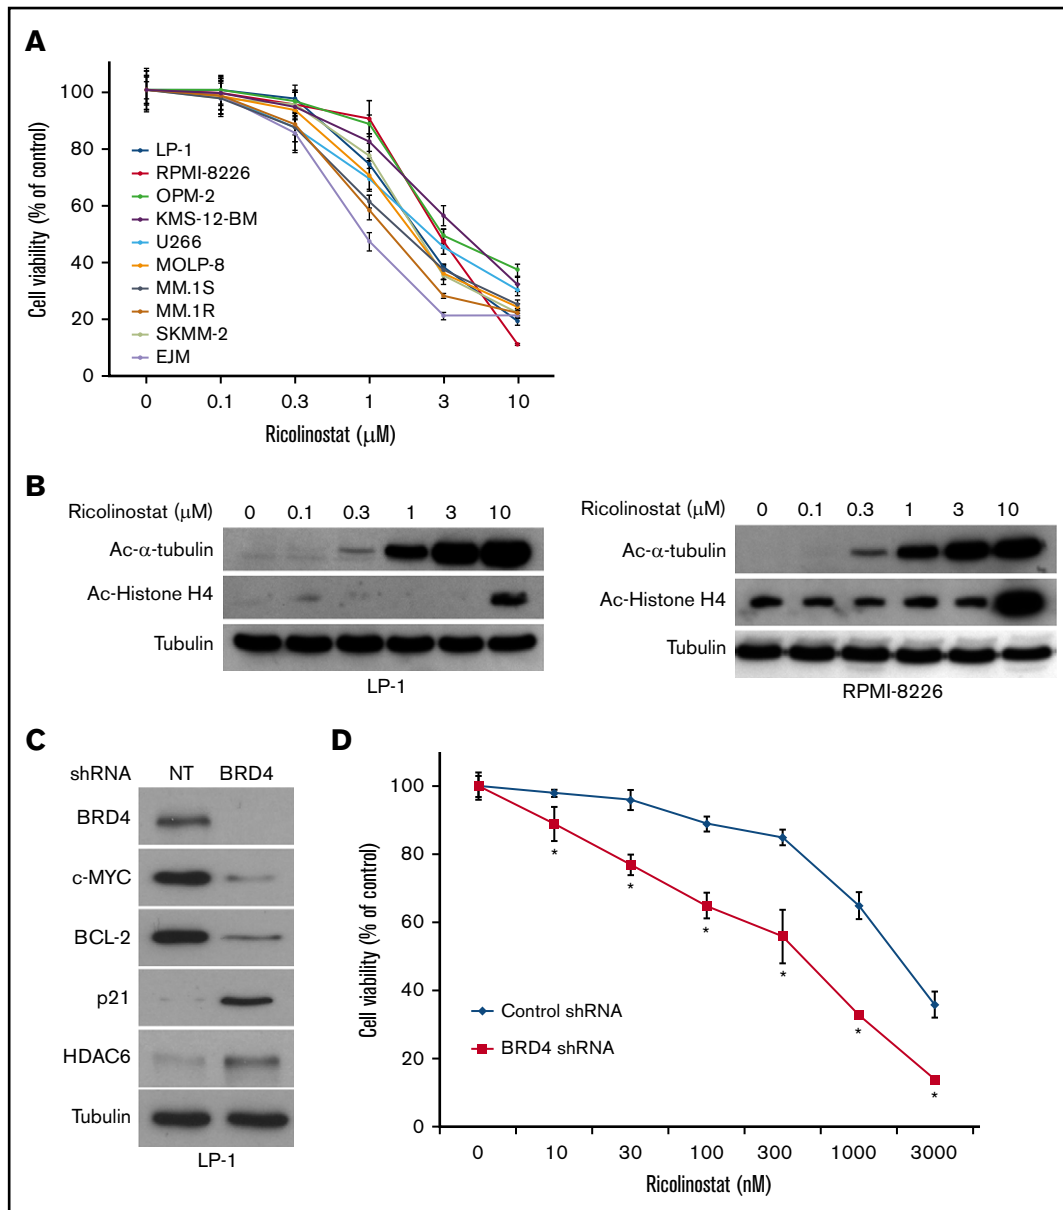 A
Cell viability (% of control)
100
80
60
40
20
0
LP-1
RPMI-8226
OPM-2
KMS-12-BM
U266
MOLP-8
MM.1S
MM.1R
SKMM-2
EJM
0 0.1 0.3 1 3 10
Ricolinostat (μM)
B
Ricolinostat (μM) 0 0.1 0.3 1 3 10
Ac-α-tubulin
Ac-Histone H4
Tubulin
LP-1
Ricolinostat (μM) 0 0.1 0.3 1 3 10
Ac-α-tubulin
Ac-Histone H4
Tubulin
RPMI-8226
C
shRNA NT BRD4
BRD4
c-MYC
BCL-2
p21
HDAC6
Tubulin
LP-1
D
Cell viability (% of control)
100
80
60
40
20
0
* * * * * *
Control shRNA
BRD4 shRNA
0 10 30 100 300 1000 3000
Ricolinostat (nM)